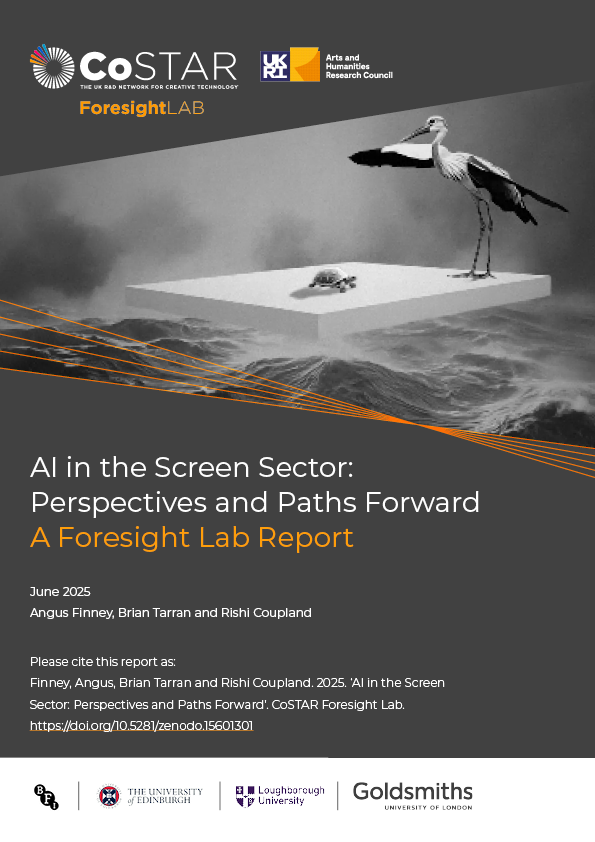 CoSTAR
THE UK R&D NETWORK FOR CREATIVE TECHNOLOGY
ForesightLAB
UK
RI
Arts and
Humanities
Research Council
AI in the Screen Sector:
Perspectives and Paths Forward
A Foresight Lab Report
June 2025
Angus Finney, Brian Tarran and Rishi Coupland
Please cite this report as:
Finney, Angus, Brian Tarran and Rishi Coupland. 2025. ‘AI in the Screen
Sector: Perspectives and Paths Forward’. CoSTAR Foresight Lab.
https://doi.org/10.5281/zenodo.15601301
BFI
THE UNIVERSITY
of EDINBURGH
Loughborough
University
Goldsmiths
UNIVERSITY OF LONDON